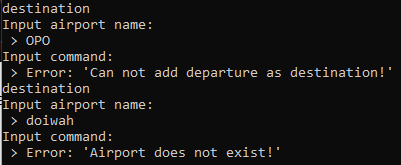 destination
Input airport name:
> OPO
Input command:
> Error: 'Can not add departure as destination!'
destination
Input airport name:
> doiwah
Input command:
> Error: 'Airport does not exist!'